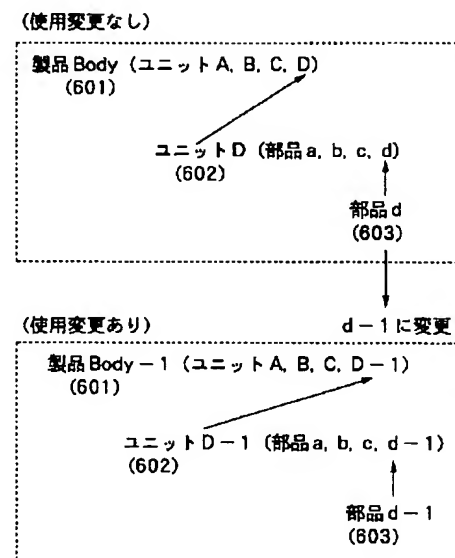 (使用変更なし)
製品Body (ユニットA, B, C, D)
(601)
ユニットD (部品a, b, c, d)
(602)
部品d
(603)
(使用変更あり)
d-1に変更
製品Body-1 (ユニットA, B, C, D-1)
(601)
ユニットD-1 (部品a, b, c, d-1)
(602)
部品d-1
(603)